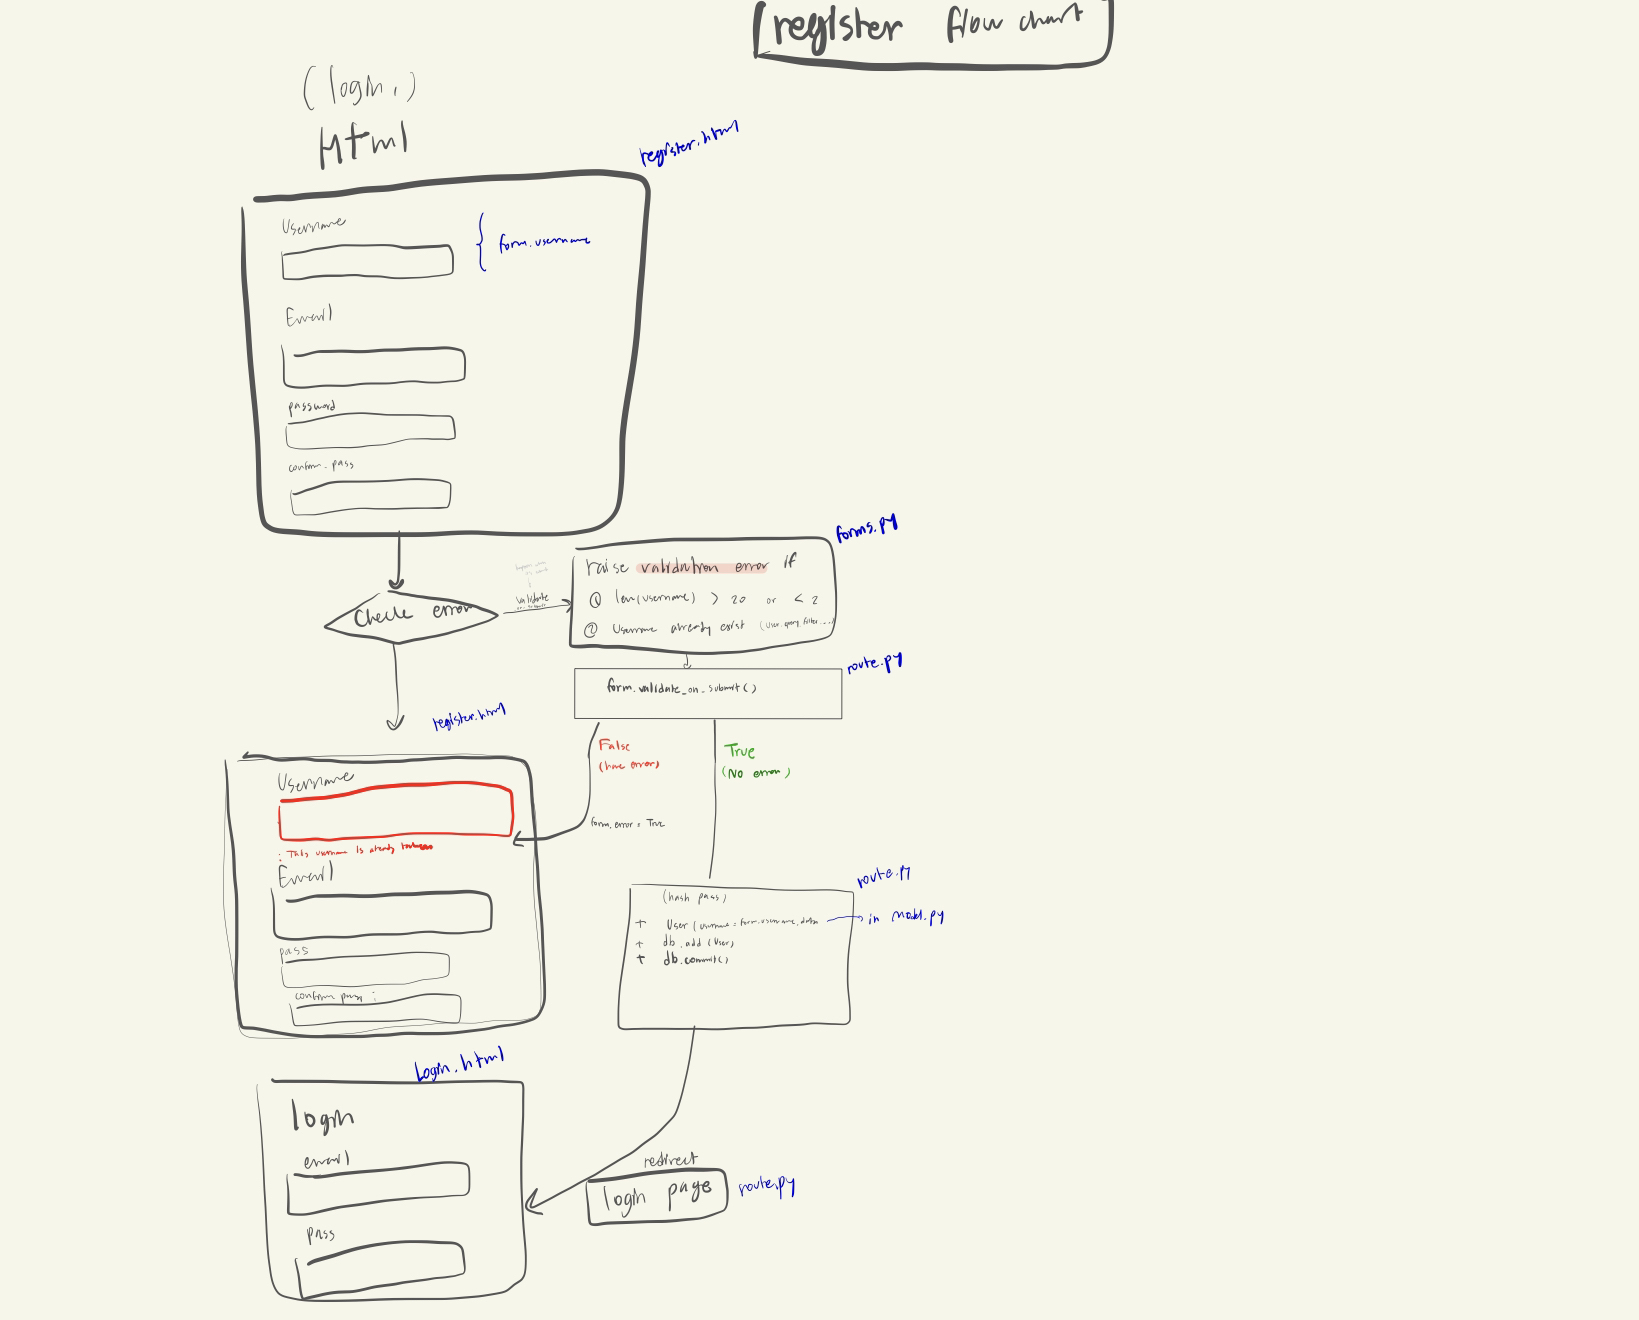 register flow chart
(login.)
Html
register.html
Username
form.username
Email
password
confirm_pass
forms.py
raise validation error if
① len(username) > 20 or < 2
② Username already exist (User.query.filter....)
Check error
validate
route.py
form.validate_on_submit()
register.html
False
(have error)
True
(No error)
form.error = True
Username
: This username is already taken
Email
pass
confirm pass :
route.py
(hash pass)
+ User (username = form.username.data
in model.py
+ db.add (User)
+ db.commit()
Login.html
login
email
pass
redirect
login page
route.py